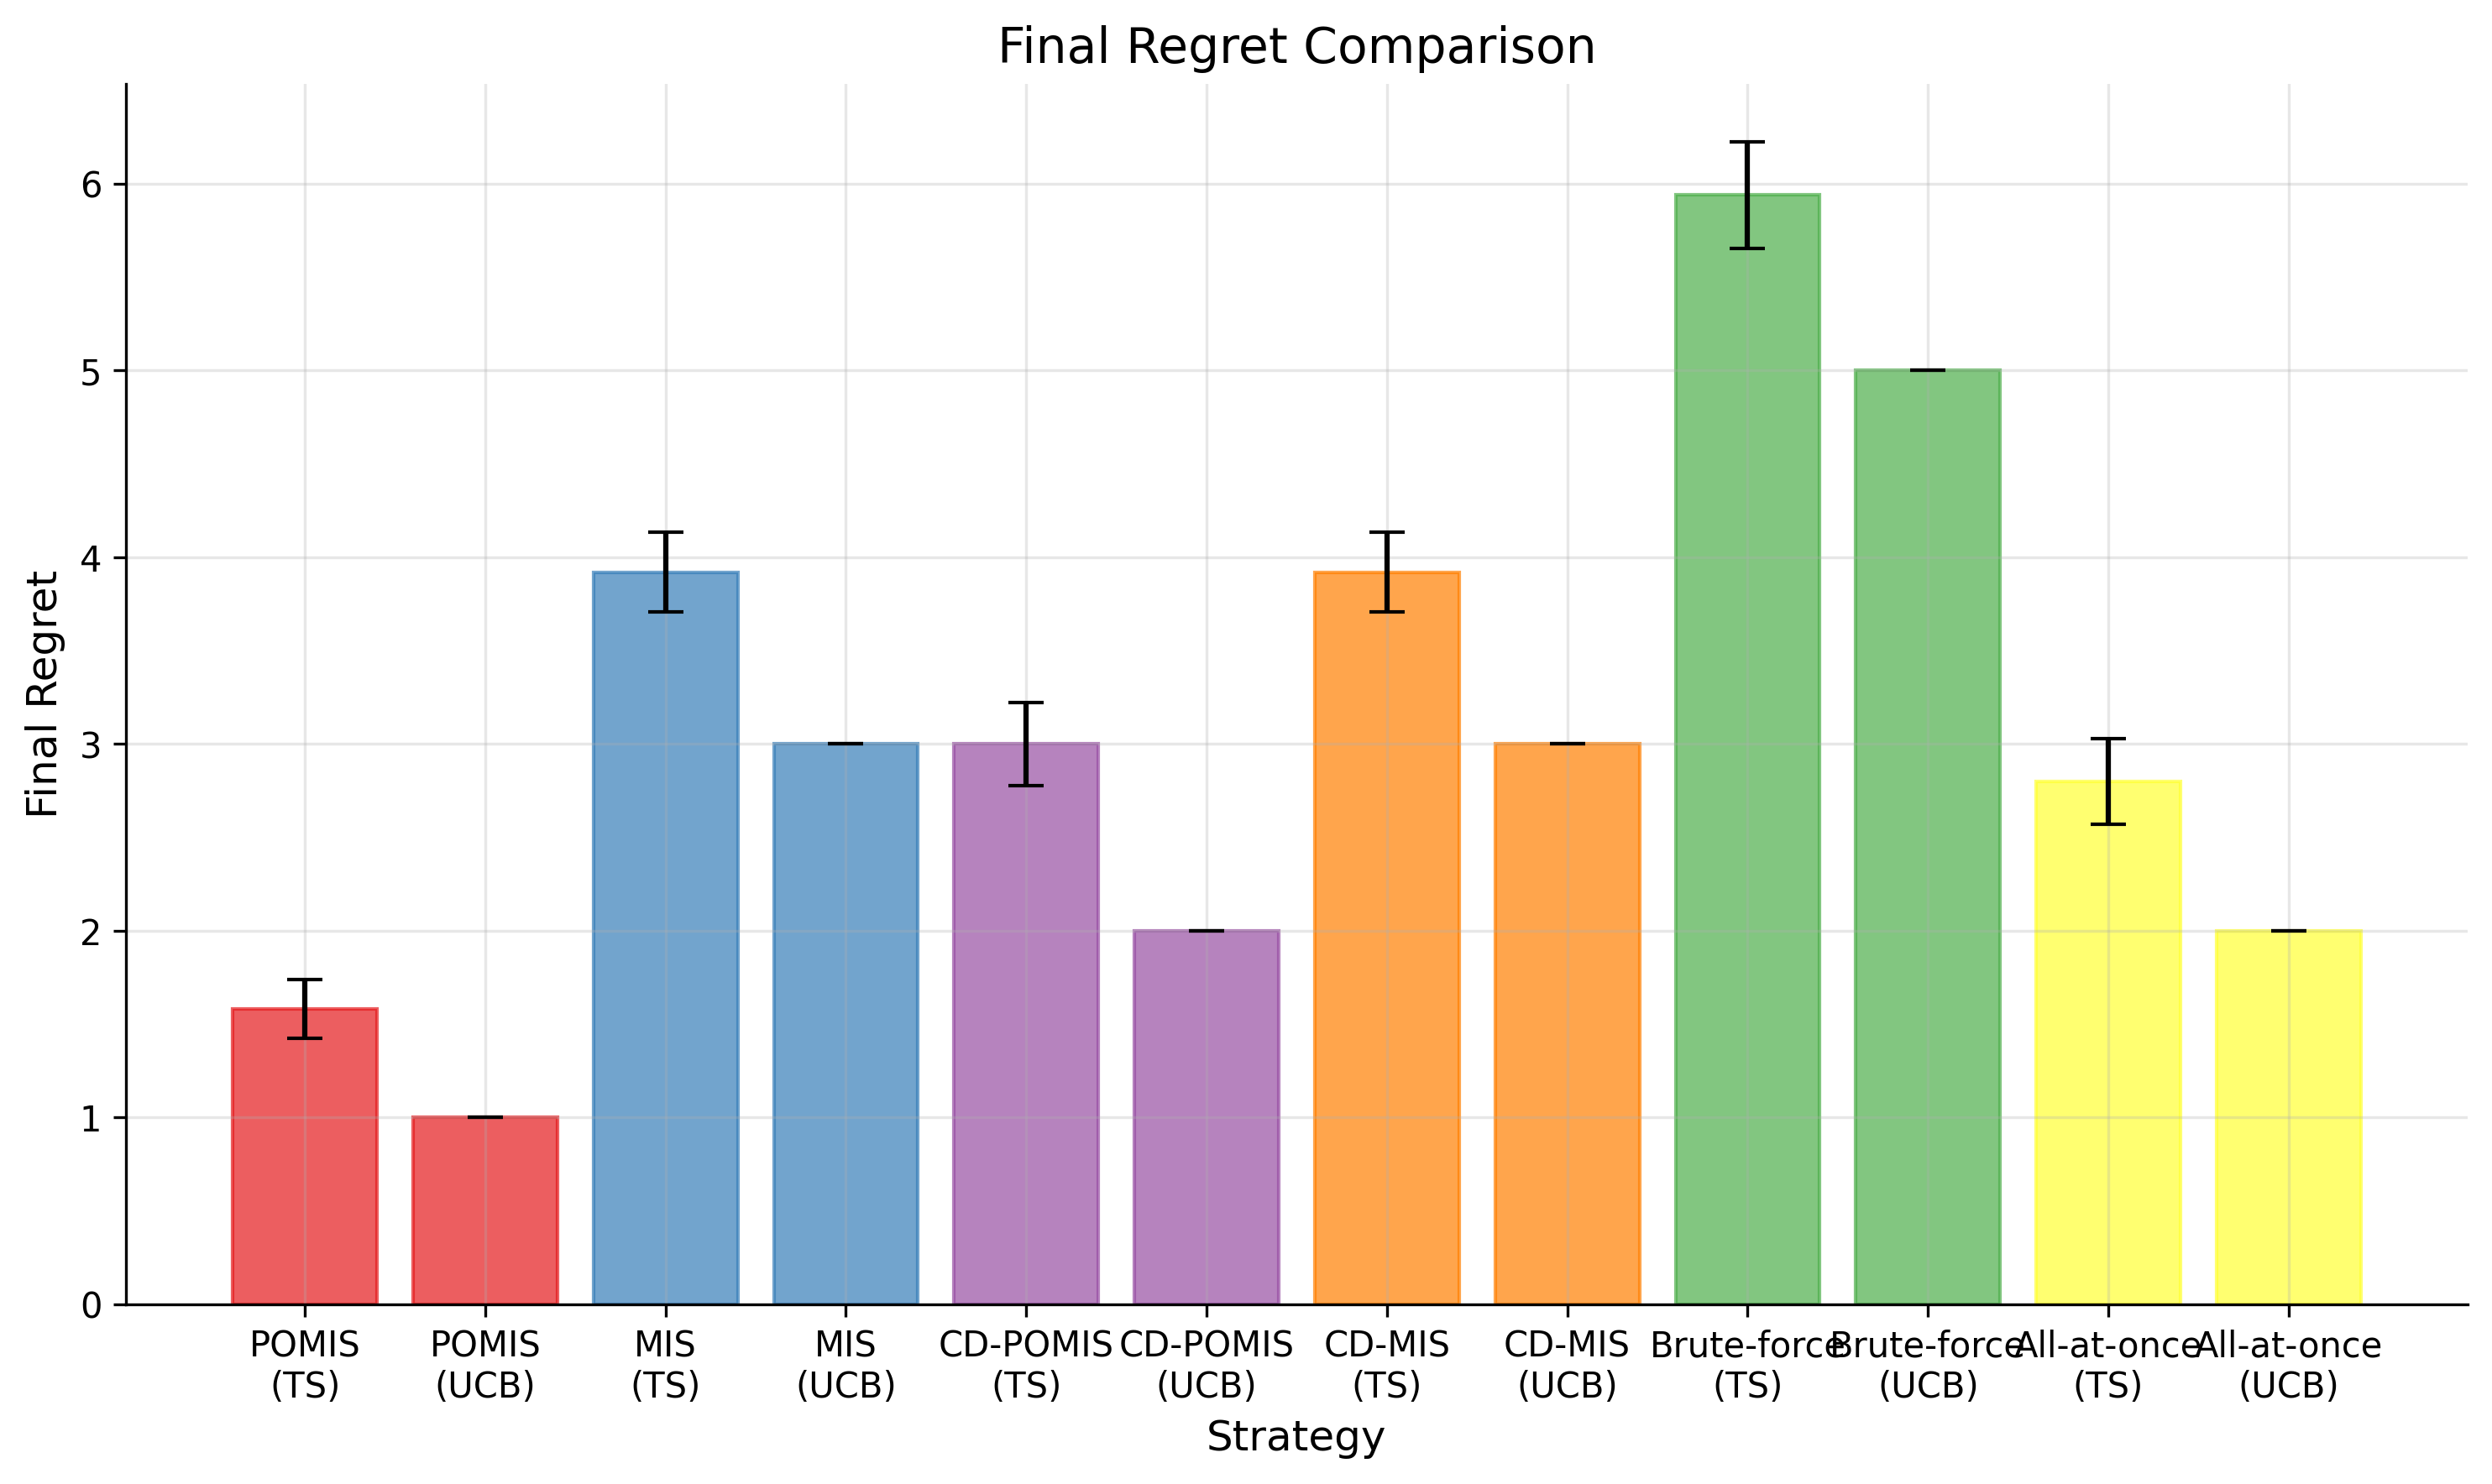 Final Regret Comparison
Final Regret
6
5
4
3
2
1
0
POMIS (TS)
POMIS (UCB)
MIS (TS)
MIS (UCB)
CD-POMIS (TS)
CD-POMIS (UCB)
CD-MIS (TS)
CD-MIS (UCB)
Brute-force (TS)
Brute-force (UCB)
All-at-once (TS)
All-at-once (UCB)
Strategy